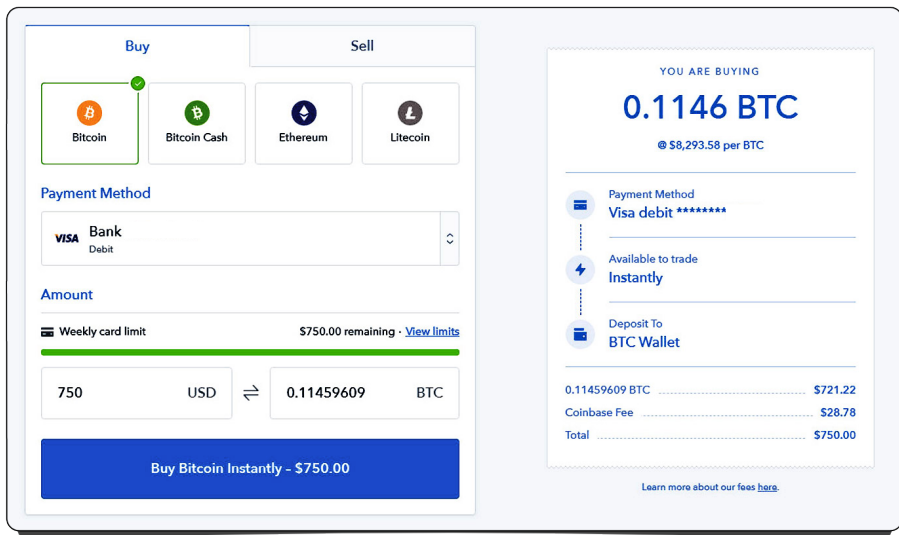 Buy
Sell
Bitcoin
Bitcoin Cash
Ethereum
Litecoin
Payment Method
VISA
Bank
Debit
Amount
Weekly card limit
$750.00 remaining · View limits
750 USD
0.11459609 BTC
Buy Bitcoin Instantly - $750.00
YOU ARE BUYING
0.1146 BTC
@ $8,293.58 per BTC
Payment Method
Visa debit ********
Available to trade
Instantly
Deposit To
BTC Wallet
0.11459609 BTC $721.22
Coinbase Fee $28.78
Total $750.00
Learn more about our fees here.